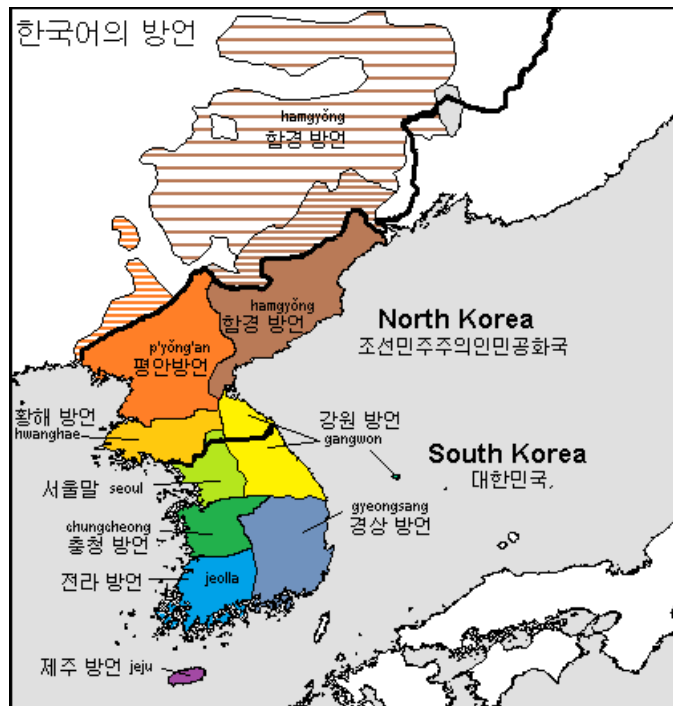 한국어의 방언
hamgyǒng
함경 방언
hamgyǒng
함경 방언
North Korea
조선민주주의인민공화국
p'yǒng'an
평안방언
황해 방언
hwanghae
강원 방언
gangwon
South Korea
대한민국
서울말 seoul
gyeongsang
경상 방언
chungcheong
충청 방언
전라 방언
jeolla
제주 방언 jeju